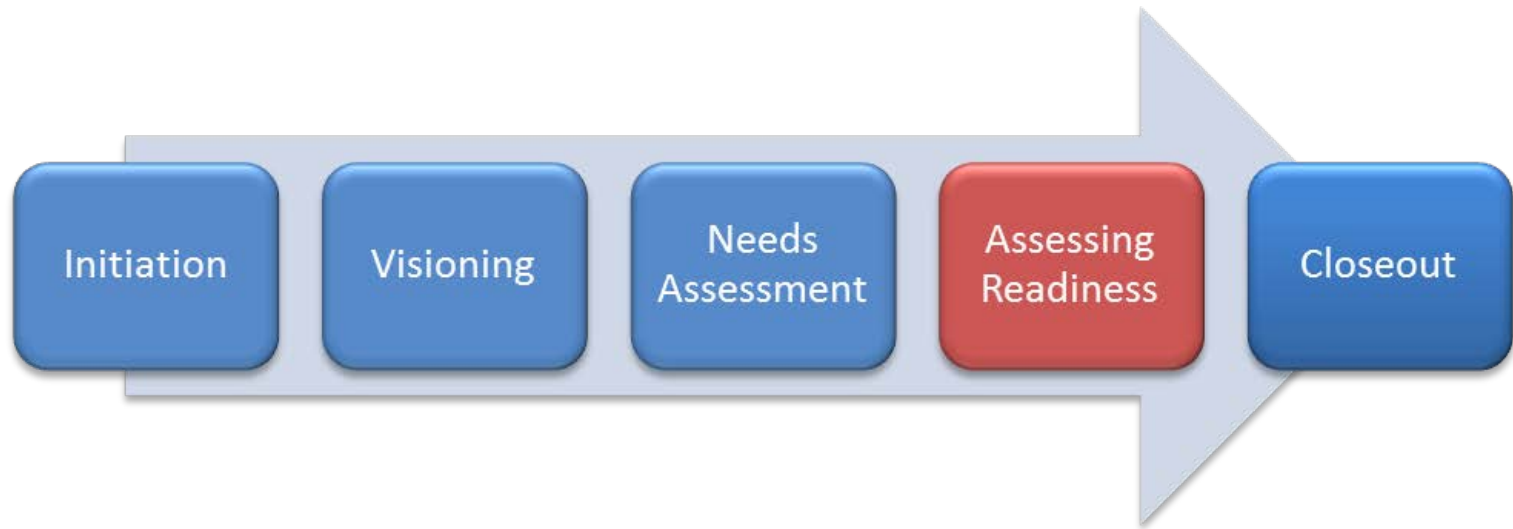 Initiation
Visioning
Needs
Assessment
Assessing
Readiness
Closeout